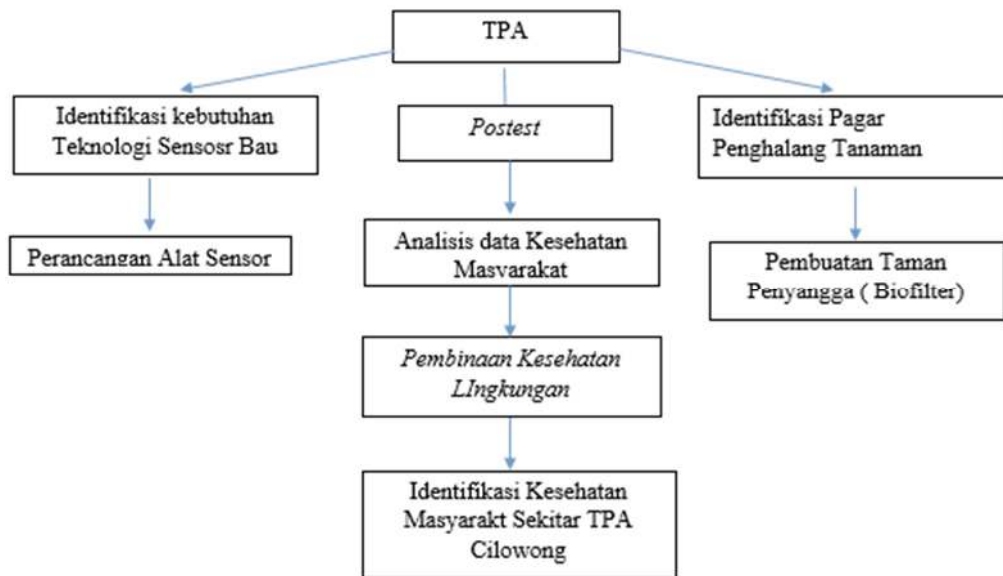 TPA
Identifikasi kebutuhan
Teknologi Sensosr Bau
Postest
Identifikasi Pagar
Penghalang Tanaman
Perancangan Alat Sensor
Analisis data Kesehatan
Masyarakat
Pembuatan Taman
Penyangga ( Biofilter)
Pembinaan Kesehatan
LIngkungan
Identifikasi Kesehatan
Masyarakt Sekitar TPA
Cilowong